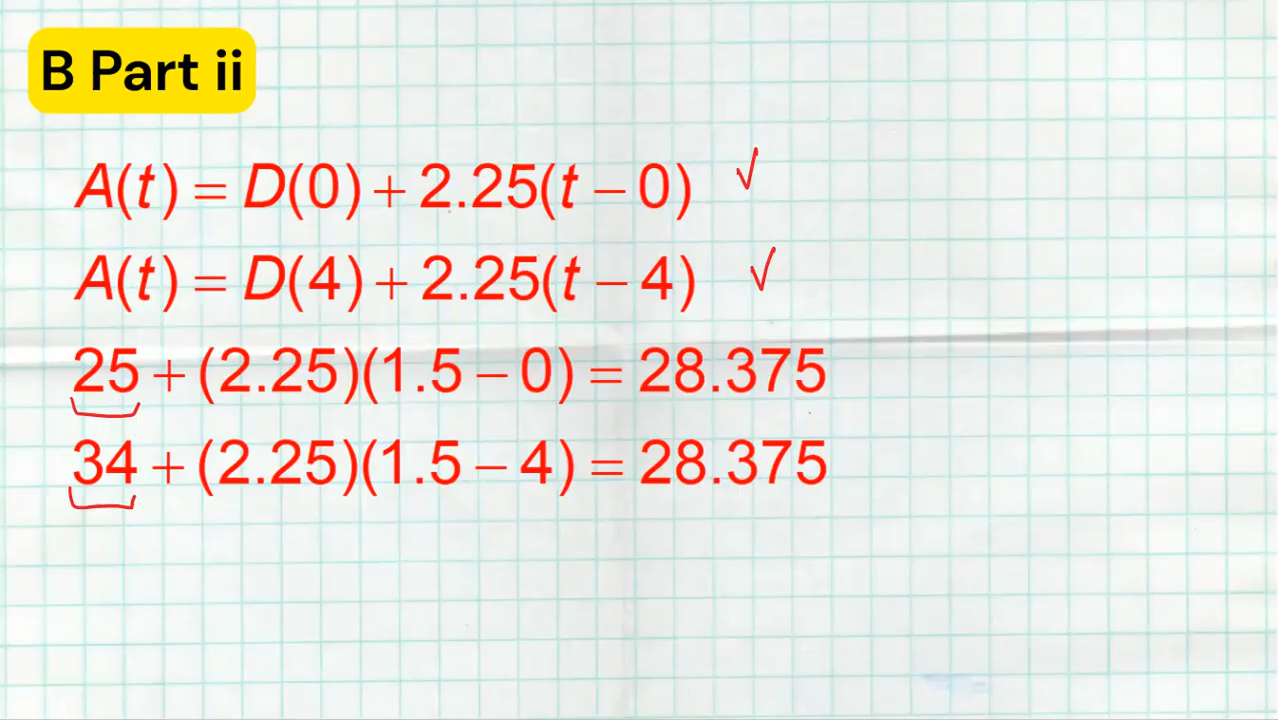 B Part ii
A(t) = D(0) + 2.25(t − 0) √
A(t) = D(4) + 2.25(t − 4) √
25 + (2.25)(1.5 − 0) = 28.375
34 + (2.25)(1.5 − 4) = 28.375